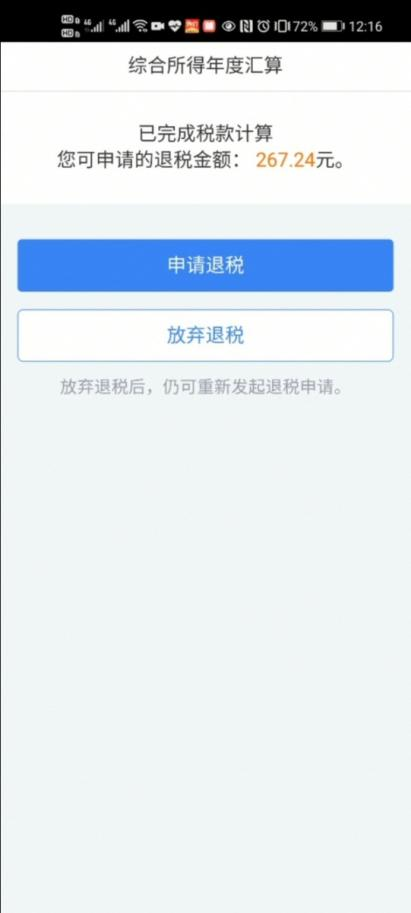 72% 12:16
综合所得年度汇算
已完成税款计算
您可申请的退税金额： 267.24元。
申请退税
放弃退税
放弃退税后，仍可重新发起退税申请。